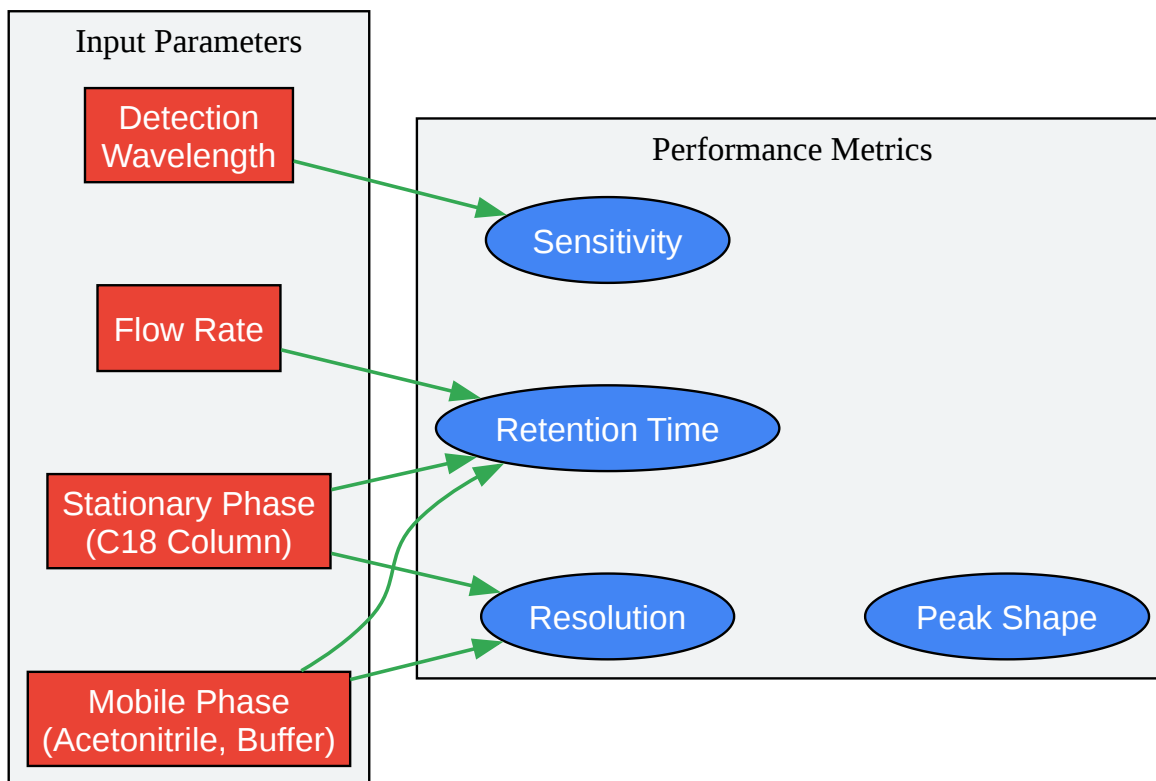 Input Parameters
Detection
Wavelength
Flow Rate
Stationary Phase
(C18 Column)
Mobile Phase
(Acetonitrile, Buffer)
Performance Metrics
Sensitivity
Retention Time
Resolution
Peak Shape